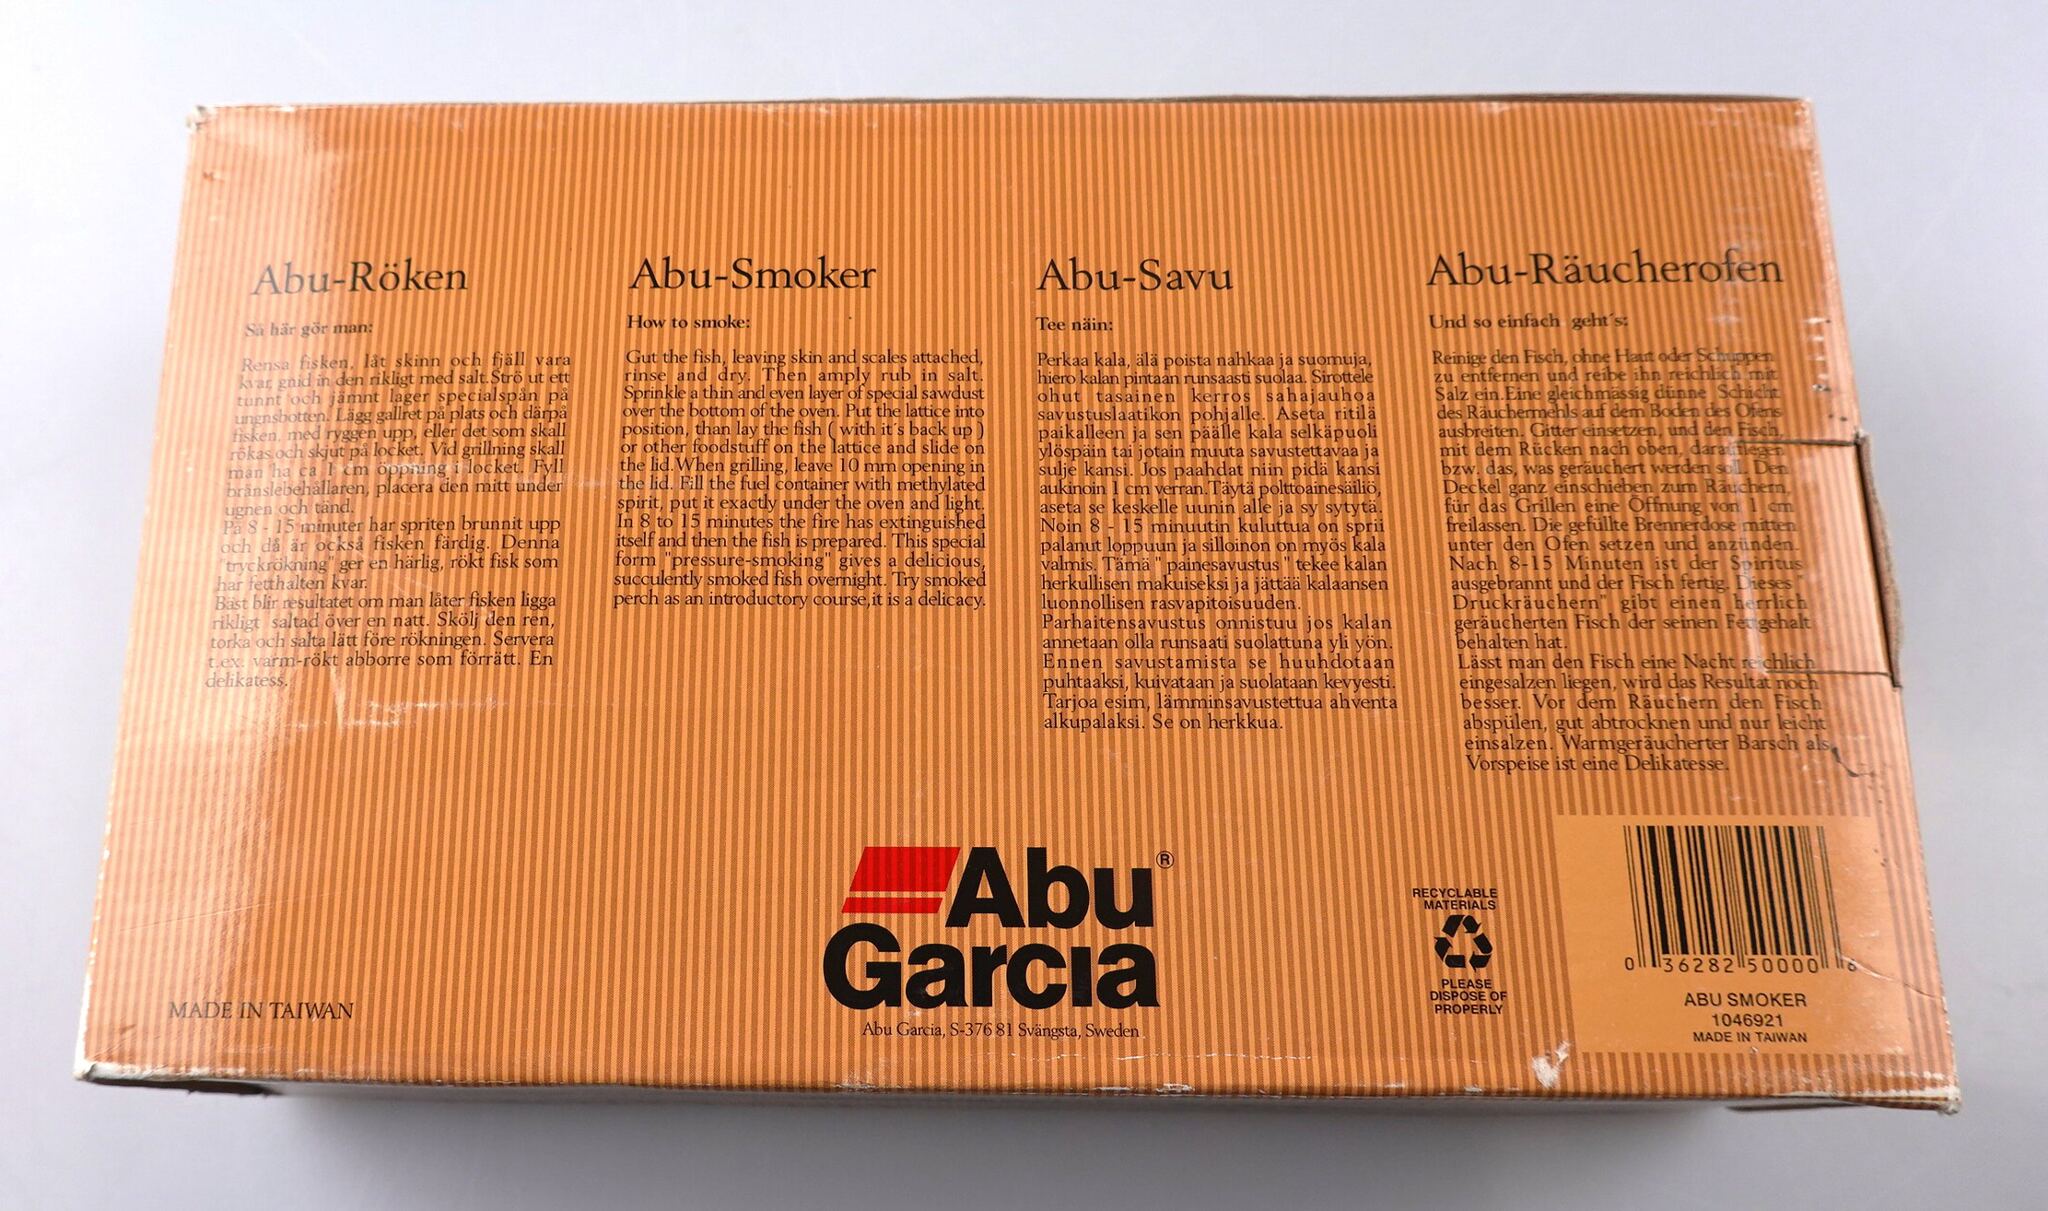 Abu-Röken
Så här gör man:
Rensa fisken, låt skinn och fjäll vara
kvar, gnid in den rikligt med salt.Strö ut ett
tunnt och jämnt lager specialspån på
ungnsbotten. Lägg gallret på plats och därpå
fisken, med ryggen upp, eller det som skall
rökas och skjut på locket. Vid grillning skall
man ha ca 1 cm öppning i locket. Fyll
bränslebehållaren, placera den mitt under
ugnen och tänd.
På 8 - 15 minuter har spriten brunnit upp
och då är också fisken färdig. Denna
"tryckrökning" ger en härlig, rökt fisk som
har fetthalten kvar.
Bäst blir resultatet om man låter fisken ligga
rikligt saltad över en natt. Skölj den ren,
torka och salta lätt före rökningen. Servera
t.ex. varm-rökt abborre som förrätt. En
delikatess.
Abu-Smoker
How to smoke:
Gut the fish, leaving skin and scales attached,
rinse and dry. Then amply rub in salt.
Sprinkle a thin and even layer of special sawdust
over the bottom of the oven. Put the lattice into
position, than lay the fish ( with it´s back up )
or other foodstuff on the lattice and slide on
the lid.When grilling, leave 10 mm opening in
the lid. Fill the fuel container with methylated
spirit, put it exactly under the oven and light.
In 8 to 15 minutes the fire has extinguished
itself and then the fish is prepared. This special
form "pressure-smoking" gives a delicious,
succulently smoked fish overnight. Try smoked
perch as an introductory course,it is a delicacy.
Abu-Savu
Tee näin:
Perkaa kala, älä poista nahkaa ja suomuja,
hiero kalan pintaan runsaasti suolaa. Sirottele
ohut tasainen kerros sahajauhoa
savustuslaatikon pohjalle. Aseta ritilä
paikalleen ja sen päälle kala selkäpuoli
ylöspäin tai jotain muuta savustettavaa ja
sulje kansi. Jos paahdat niin pidä kansi
aukinoin 1 cm verran.Täytä polttoainesäiliö,
aseta se keskelle uunin alle ja sy sytytä.
Noin 8 - 15 minuutin kuluttua on sprii
palanut loppuun ja silloinon on myös kala
valmis. Tämä " painesavustus " tekee kalan
herkullisen makuiseksi ja jättää kalaansen
luonnollisen rasvapitoisuuden.
Parhaitensavustus onnistuu jos kalan
annetaan olla runsaati suolattuna yli yön.
Ennen savustamista se huuhdotaan
puhtaaksi, kuivataan ja suolataan kevyesti.
Tarjoa esim, lämminsavustettua ahventa
alkupalaksi. Se on herkkua.
Abu-Räucherofen
Und so einfach geht´s:
Reinige den Fisch, ohne Haut oder Schuppen
zu entfernen und reibe ihn reichlich mit
Salz ein.Eine gleichmässig dünne Schicht
des Räuchermehls auf dem Boden des Ofens
ausbreiten. Gitter einsetzen, und den Fisch,
mit dem Rücken nach oben, darauflegen
bzw. das, was geräuchert werden soll. Den
Deckel ganz einschieben zum Räuchern,
für das Grillen eine Öffnung von 1 cm
freilassen. Die gefüllte Brennerdose mitten
unter den Ofen setzen und anzünden.
Nach 8-15 Minuten ist der Spiritus
ausgebrannt und der Fisch fertig. Dieses "
Druckräuchern" gibt einen herrlich
geräucherten Fisch der seinen Fettgehalt
behalten hat.
Lässt man den Fisch eine Nacht reichlich
eingesalzen liegen, wird das Resultat noch
besser. Vor dem Räuchern den Fisch
abspülen, gut abtrocknen und nur leicht
einsalzen. Warmgeräucherter Barsch als
Vorspeise ist eine Delikatesse.
MADE IN TAIWAN
Abu®
Garcia
Abu Garcia, S-376 81 Svängsta, Sweden
RECYCLABLE
MATERIALS
PLEASE
DISPOSE OF
PROPERLY
0 36282 50000 6
ABU SMOKER
1046921
MADE IN TAIWAN